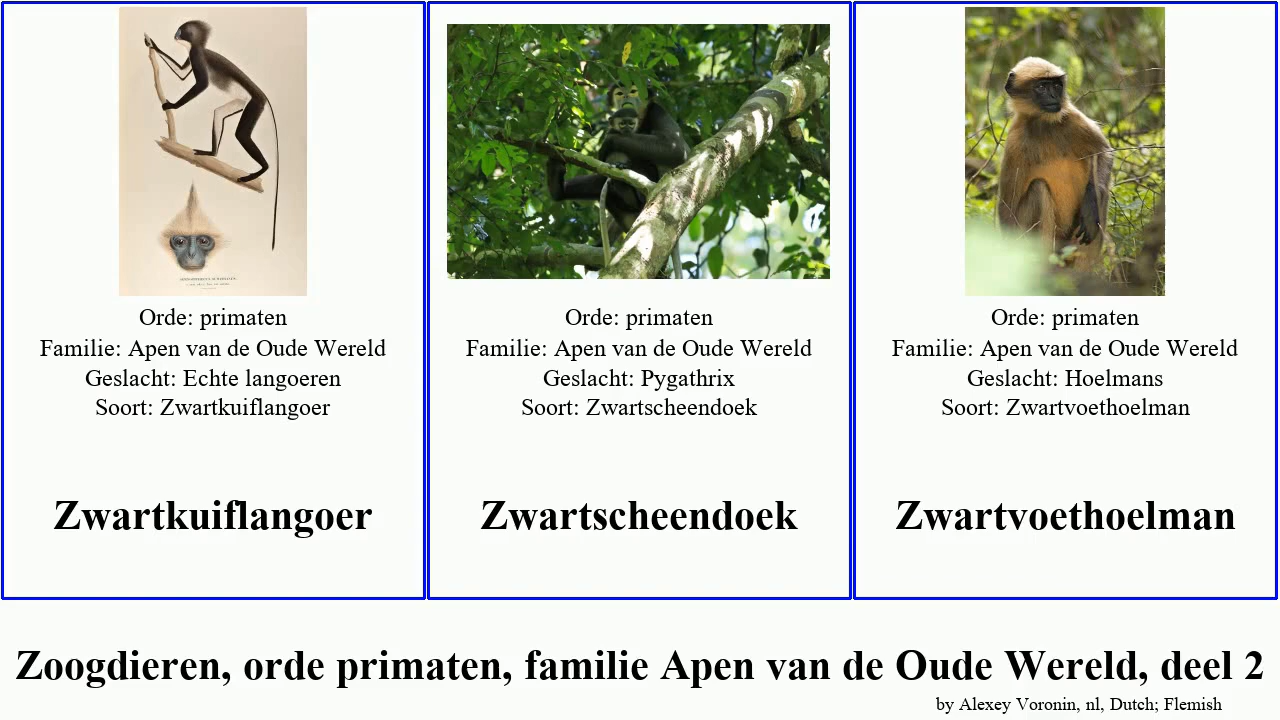 Orde: primaten
Familie: Apen van de Oude Wereld
Geslacht: Echte langoeren
Soort: Zwartkuiflangoer
Zwartkuiflangoer
Orde: primaten
Familie: Apen van de Oude Wereld
Geslacht: Pygathrix
Soort: Zwartscheendoek
Zwartscheendoek
Orde: primaten
Familie: Apen van de Oude Wereld
Geslacht: Hoelmans
Soort: Zwartvoethoelman
Zwartvoethoelman
Zoogdieren, orde primaten, familie Apen van de Oude Wereld, deel 2
by Alexey Voronin, nl, Dutch; Flemish